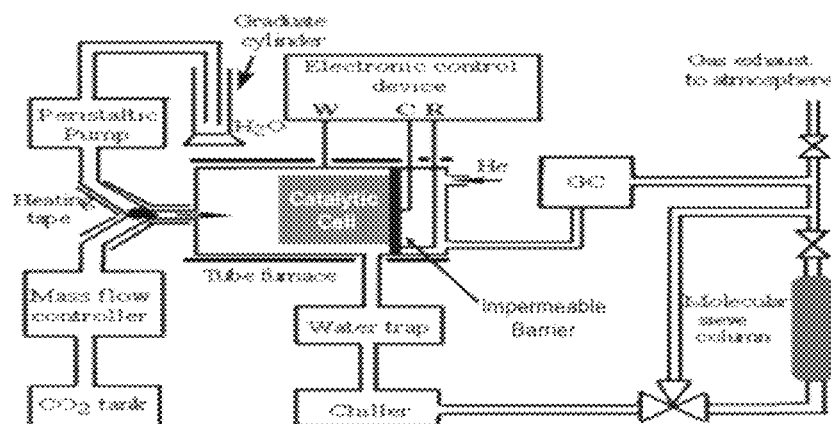 Graduate
cylinder
Electronic control
device
W C R
Gas exhaust
to atmosphere
Peristaltic
Pump
H2O
He
GC
Heating
tape
Catalytic
Cell
Tube furnace
Mass flow
controller
Impermeable
Barrier
Molecular
sieve
column
Water trap
CO2 tank
Chiller